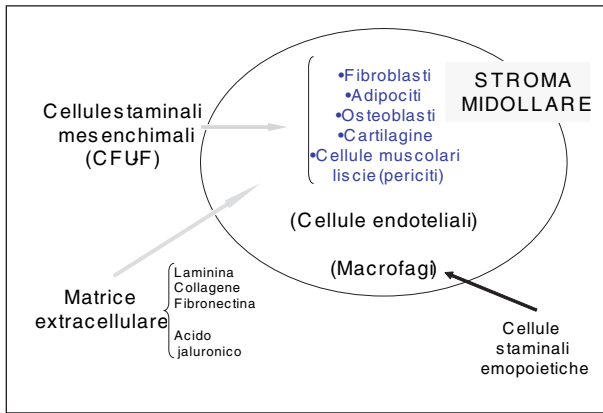 •Fibroblasti
•Adipociti
•Osteoblasti
•Cartilagine
•Cellule muscolari
liscie (periciti)
STROMA
MIDOLLARE
Cellule staminali
mesenchimali
(CFU-F)
(Cellule endoteliali)
(Macrofagi)
Matrice
extracellulare
Laminina
Collagene
Fibronectina
Acido
jaluronico
Cellule
staminali
emopoietiche